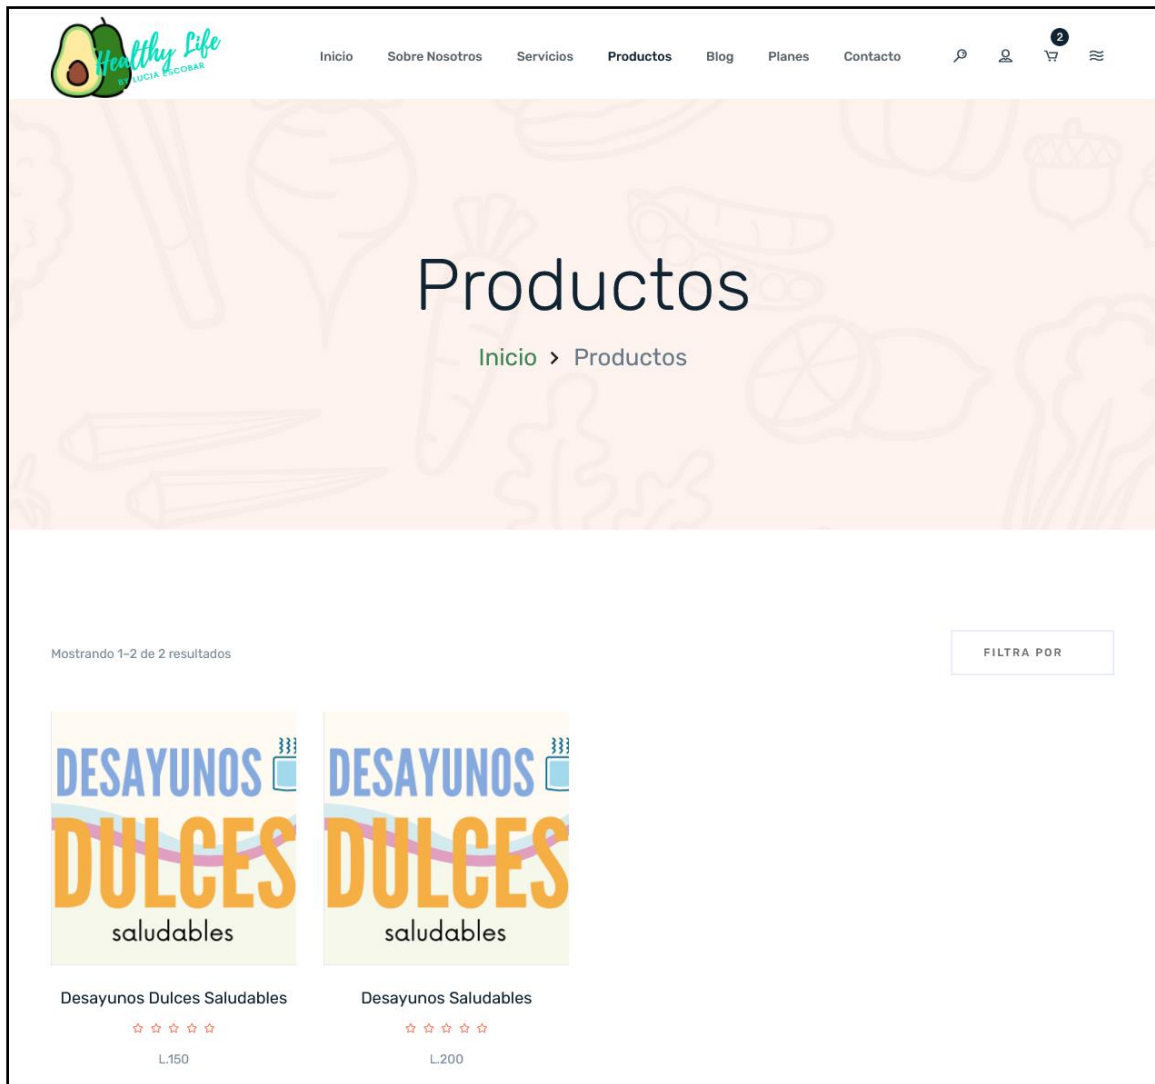 Healthy Life
BY LUCIA ESCOBAR
Inicio Sobre Nosotros Servicios Productos Blog Planes Contacto 2
Productos
Inicio > Productos
Mostrando 1–2 de 2 resultados
FILTRA POR
DESAYUNOS
DULCES
saludables
DESAYUNOS
DULCES
saludables
Desayunos Dulces Saludables
L.150
Desayunos Saludables
L.200